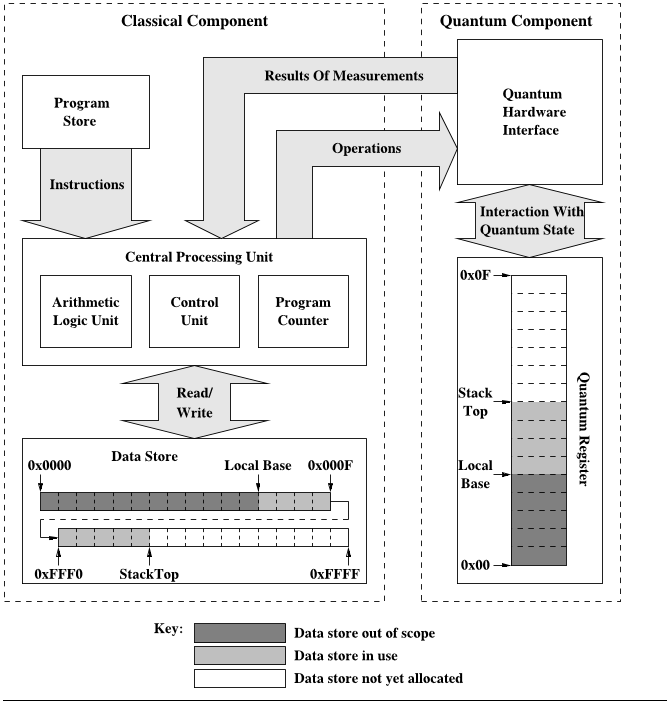 Classical Component
Quantum Component
Results Of Measurements
Program
Store
Quantum
Hardware
Interface
Operations
Instructions
Interaction With
Quantum State
Central Processing Unit
Arithmetic
Logic Unit
Control
Unit
Program
Counter
0x0F
Stack
Top
Quantum Register
Local
Base
0x00
Read/
Write
Data Store
0x0000
Local Base
0x000F
0xFFF0
StackTop
0xFFFF
Key:
Data store out of scope
Data store in use
Data store not yet allocated